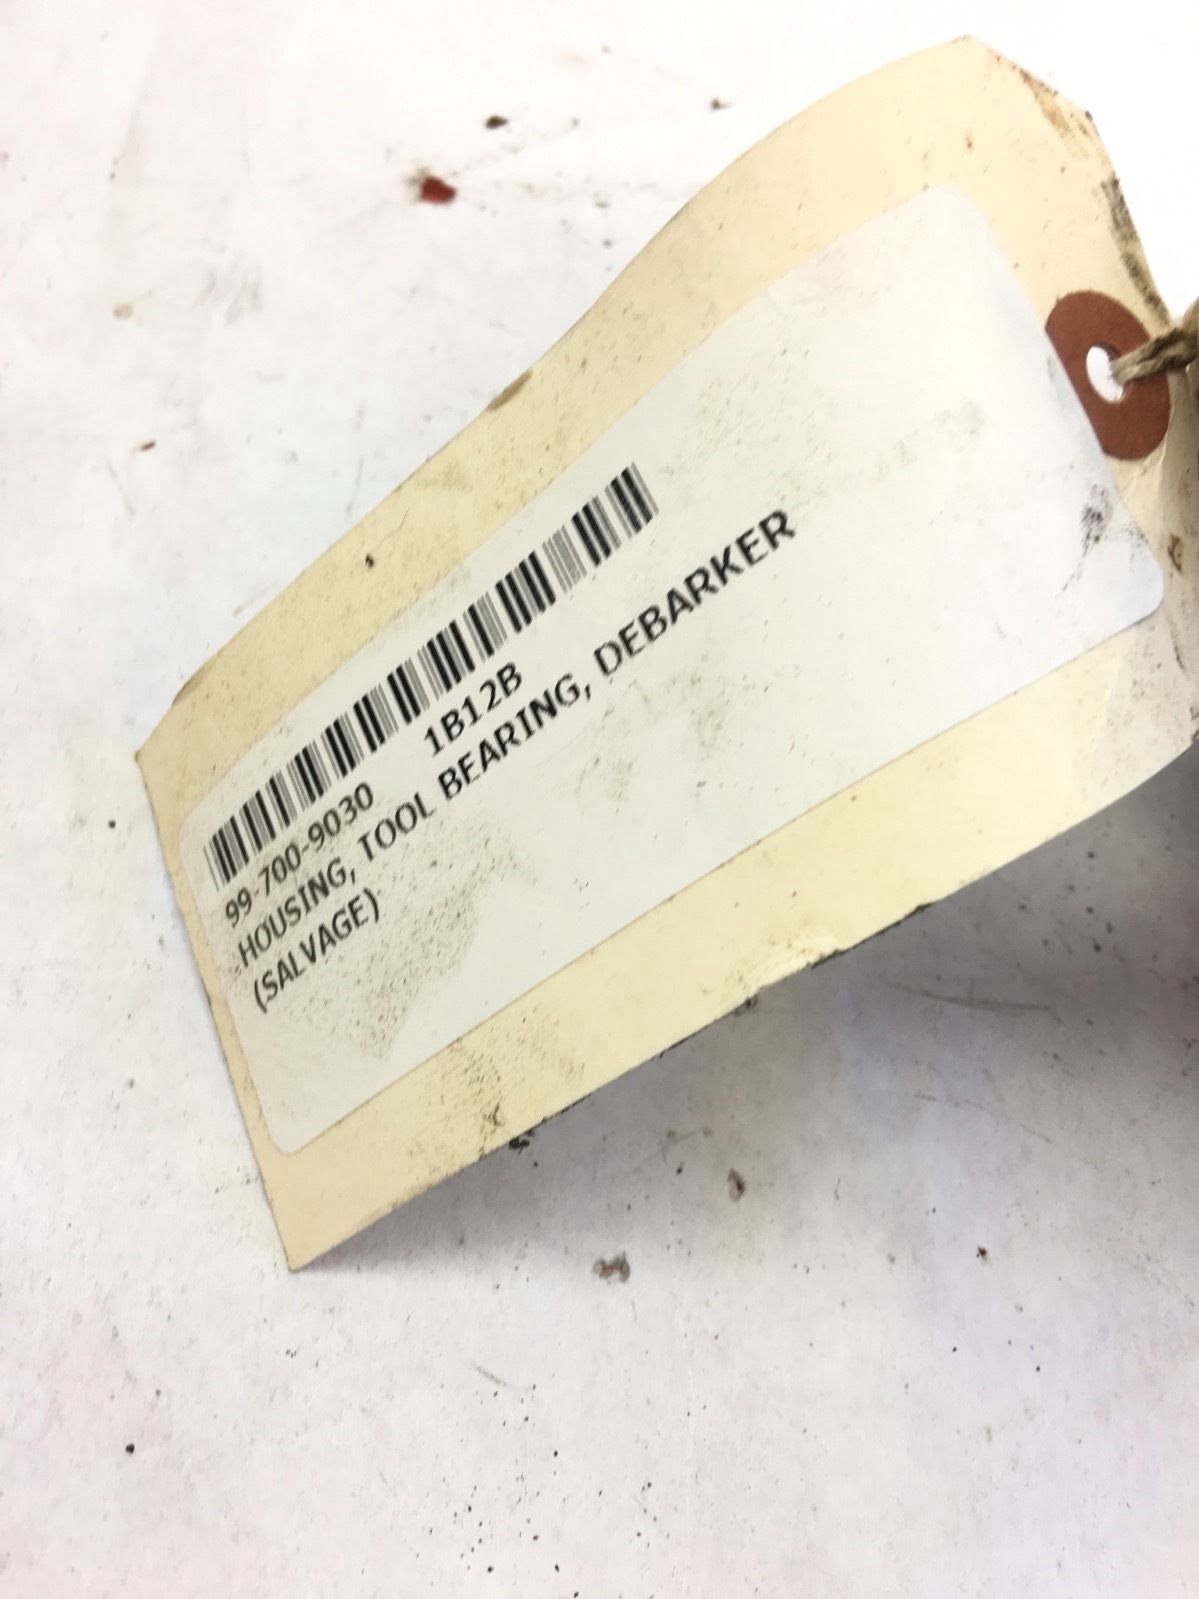 99-700-9030 1B12B
HOUSING, TOOL BEARING, DEBARKER
(SALVAGE)